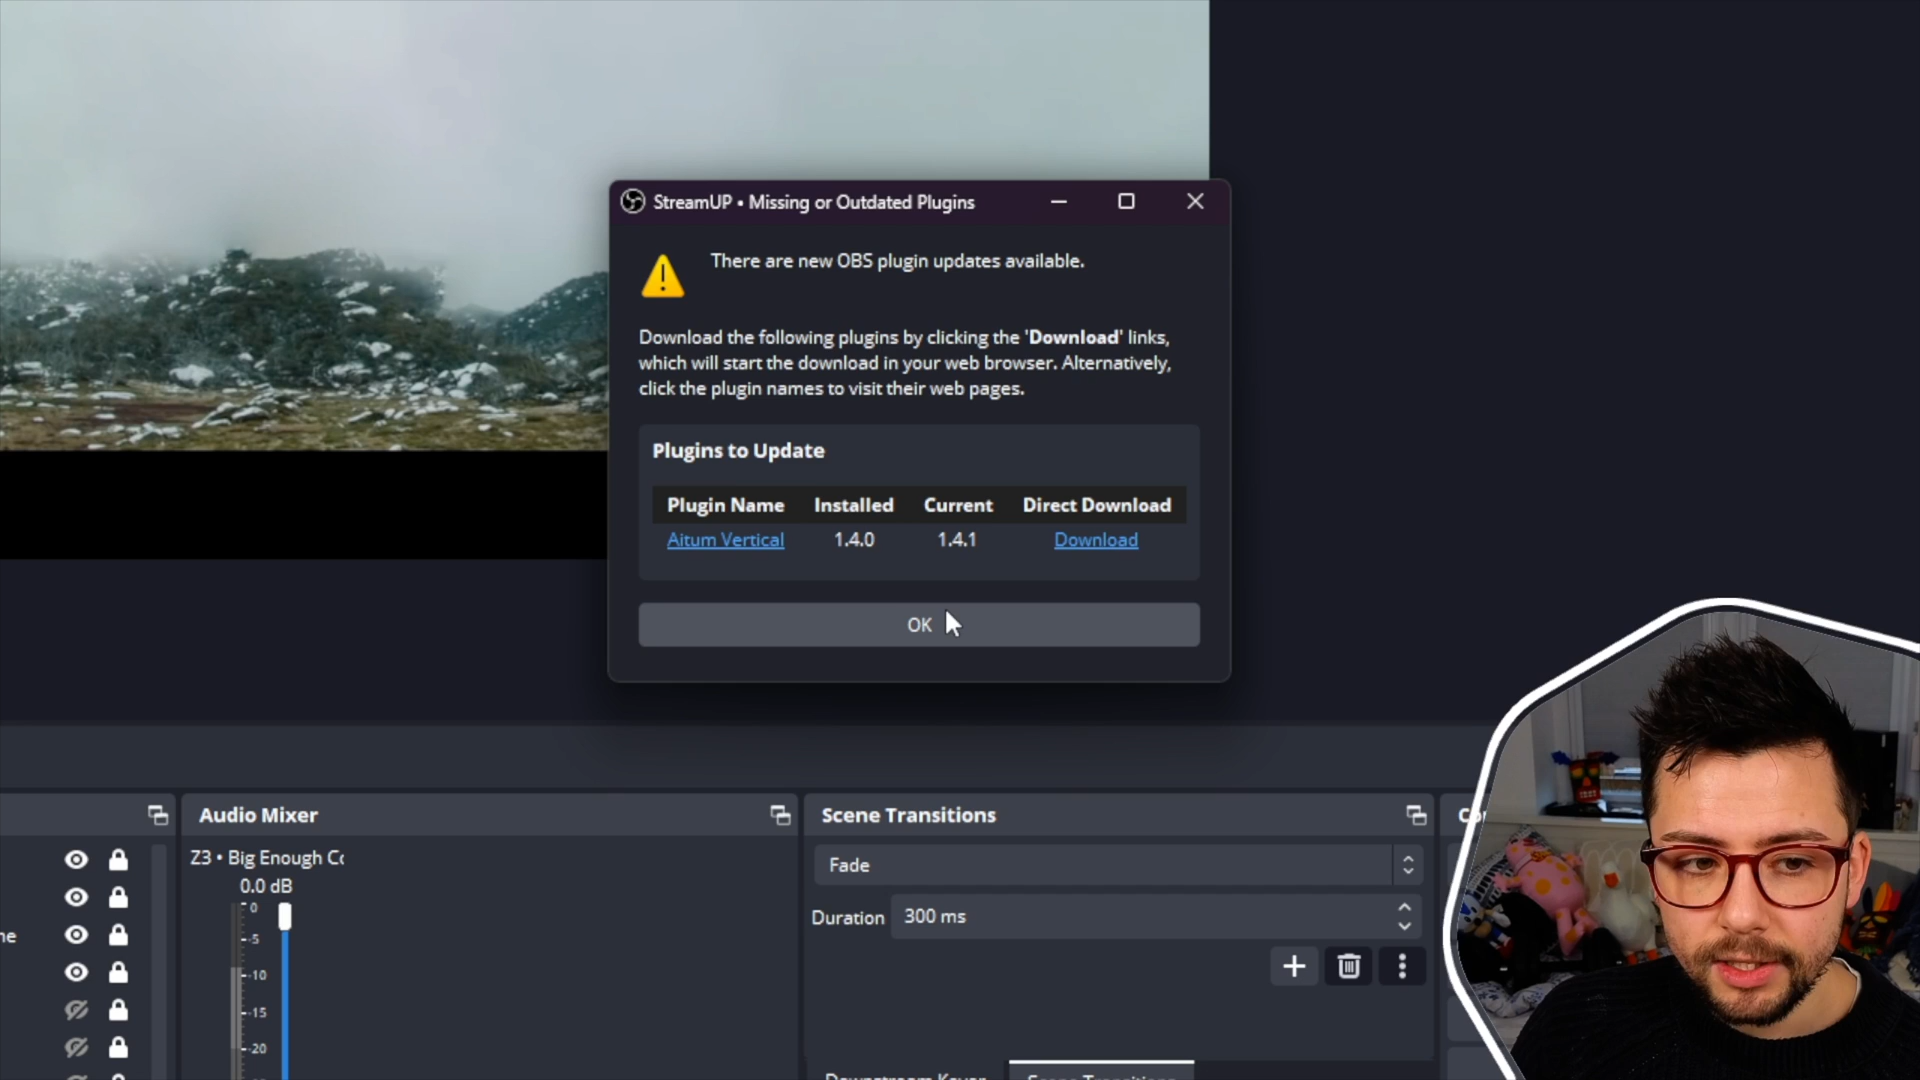 StreamUP • Missing or Outdated Plugins
There are new OBS plugin updates available.
Download the following plugins by clicking the 'Download' links,
which will start the download in your web browser. Alternatively,
click the plugin names to visit their web pages.
Plugins to Update
Plugin Name Installed Current Direct Download
Aitum Vertical 1.4.0 1.4.1 Download
OK
Audio Mixer
Scene Transitions
Z3 • Big Enough
0.0 dB
0
-5
-10
-15
-20
Fade
Duration 300 ms
Scene Transitions